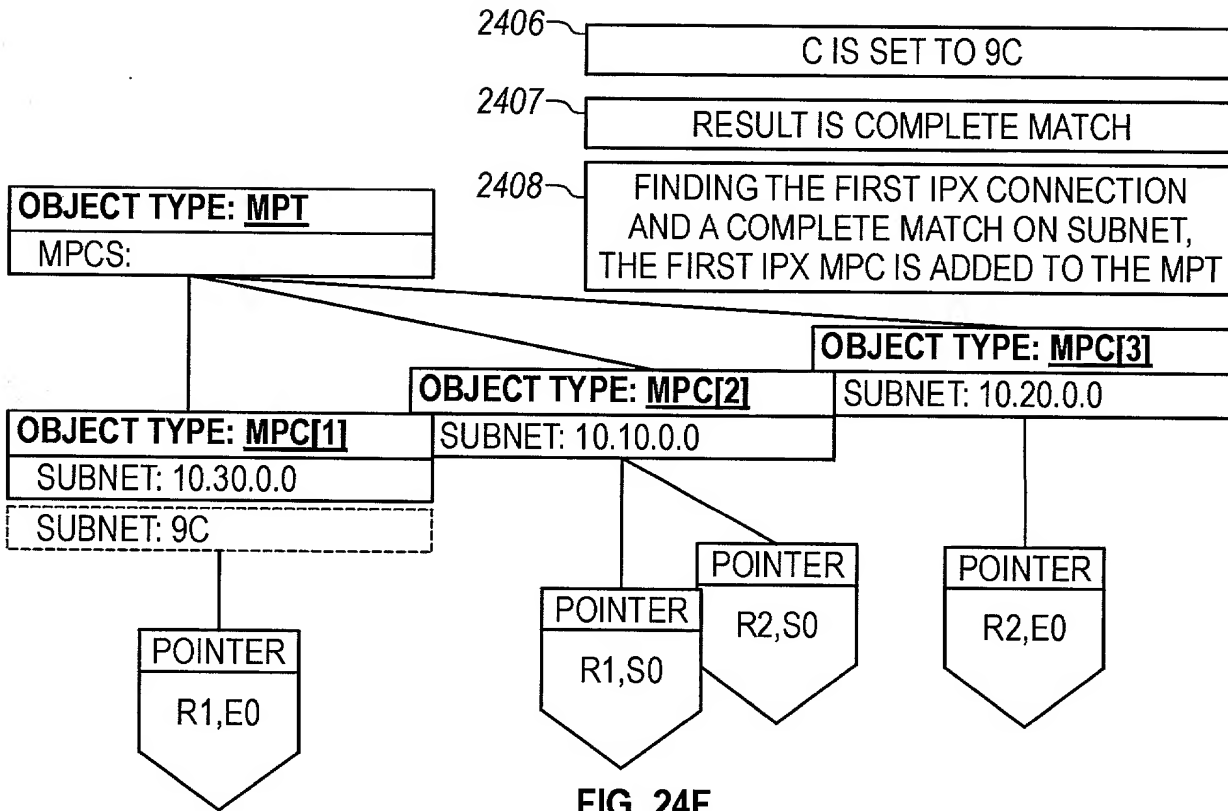 2406
C IS SET TO 9C
2407
RESULT IS COMPLETE MATCH
2408
FINDING THE FIRST IPX CONNECTION
AND A COMPLETE MATCH ON SUBNET,
THE FIRST IPX MPC IS ADDED TO THE MPT
OBJECT TYPE: MPT
MPCS:
OBJECT TYPE: MPC[3]
SUBNET: 10.20.0.0
OBJECT TYPE: MPC[2]
SUBNET: 10.10.0.0
OBJECT TYPE: MPC[1]
SUBNET: 10.30.0.0
SUBNET: 9C
POINTER
R1,E0
POINTER
R1,S0
POINTER
R2,S0
POINTER
R2,E0
FIG. 24E